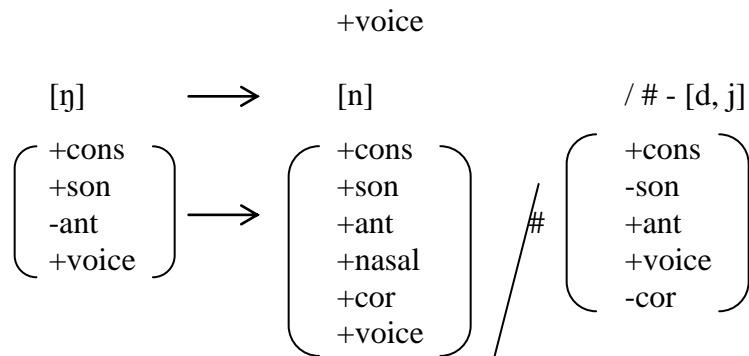 +voice
[ŋ] → [n] / # - [d, j]
+cons +cons +cons
+son +son -son
-ant → +ant / # +ant
+voice +nasal +voice
+cor -cor
+voice